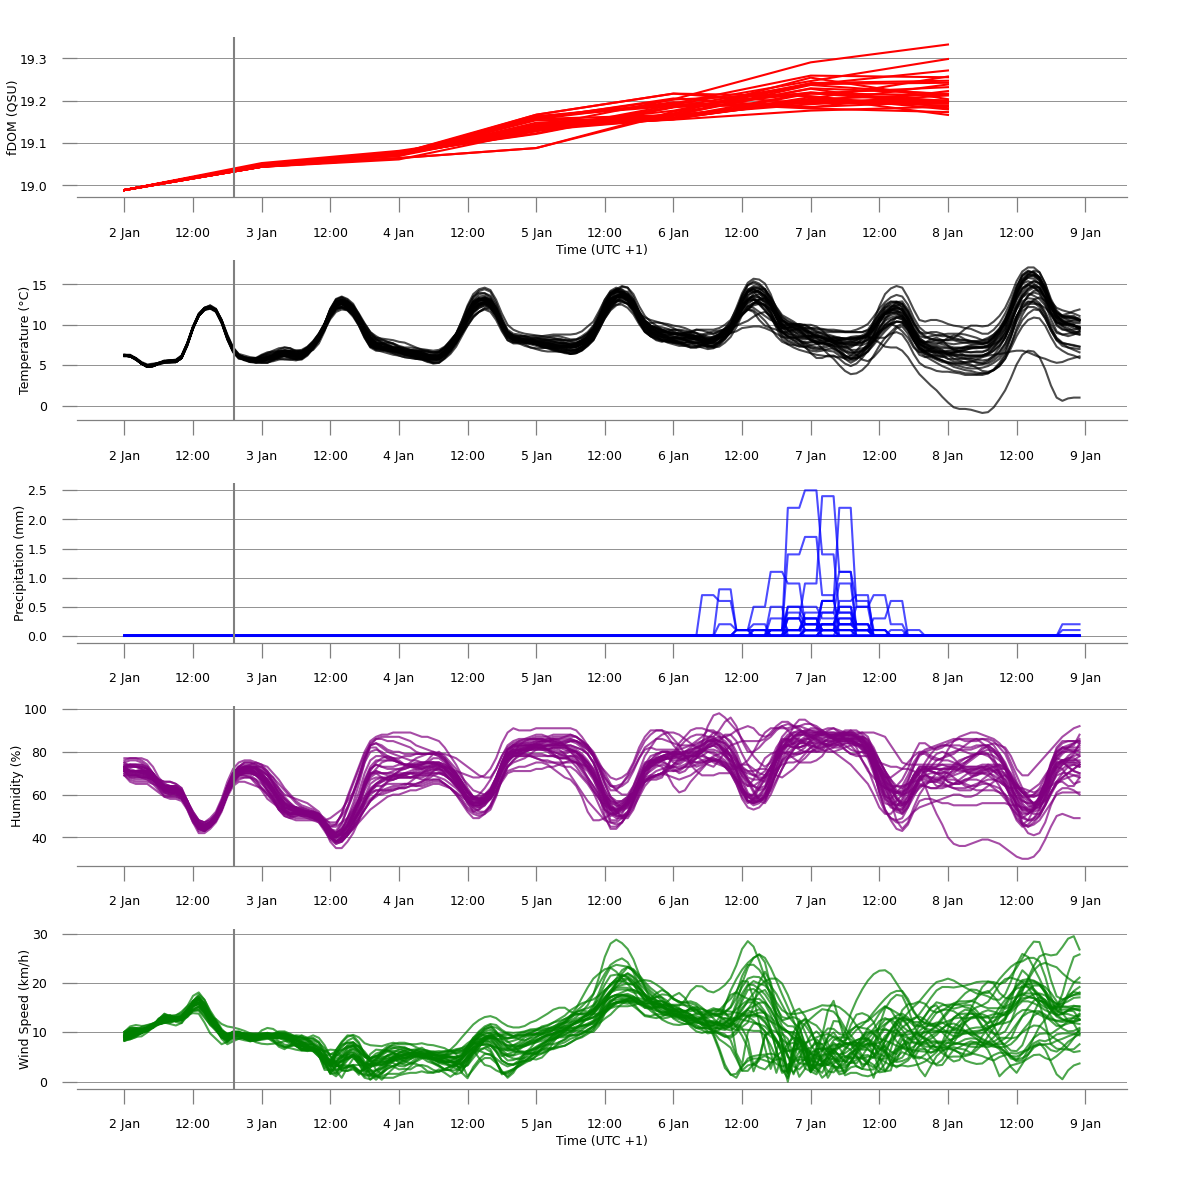 fDOM (QSU)
19.3
19.2
19.1
19.0
2 Jan 12:00 3 Jan 12:00 4 Jan 12:00 5 Jan 12:00 6 Jan 12:00 7 Jan 12:00 8 Jan 12:00 9 Jan
Time (UTC +1)
Temperature (°C)
15
10
5
0
2 Jan 12:00 3 Jan 12:00 4 Jan 12:00 5 Jan 12:00 6 Jan 12:00 7 Jan 12:00 8 Jan 12:00 9 Jan
Precipitation (mm)
2.5
2.0
1.5
1.0
0.5
0.0
2 Jan 12:00 3 Jan 12:00 4 Jan 12:00 5 Jan 12:00 6 Jan 12:00 7 Jan 12:00 8 Jan 12:00 9 Jan
Humidity (%)
100
80
60
40
2 Jan 12:00 3 Jan 12:00 4 Jan 12:00 5 Jan 12:00 6 Jan 12:00 7 Jan 12:00 8 Jan 12:00 9 Jan
Wind Speed (km/h)
30
20
10
0
2 Jan 12:00 3 Jan 12:00 4 Jan 12:00 5 Jan 12:00 6 Jan 12:00 7 Jan 12:00 8 Jan 12:00 9 Jan
Time (UTC +1)